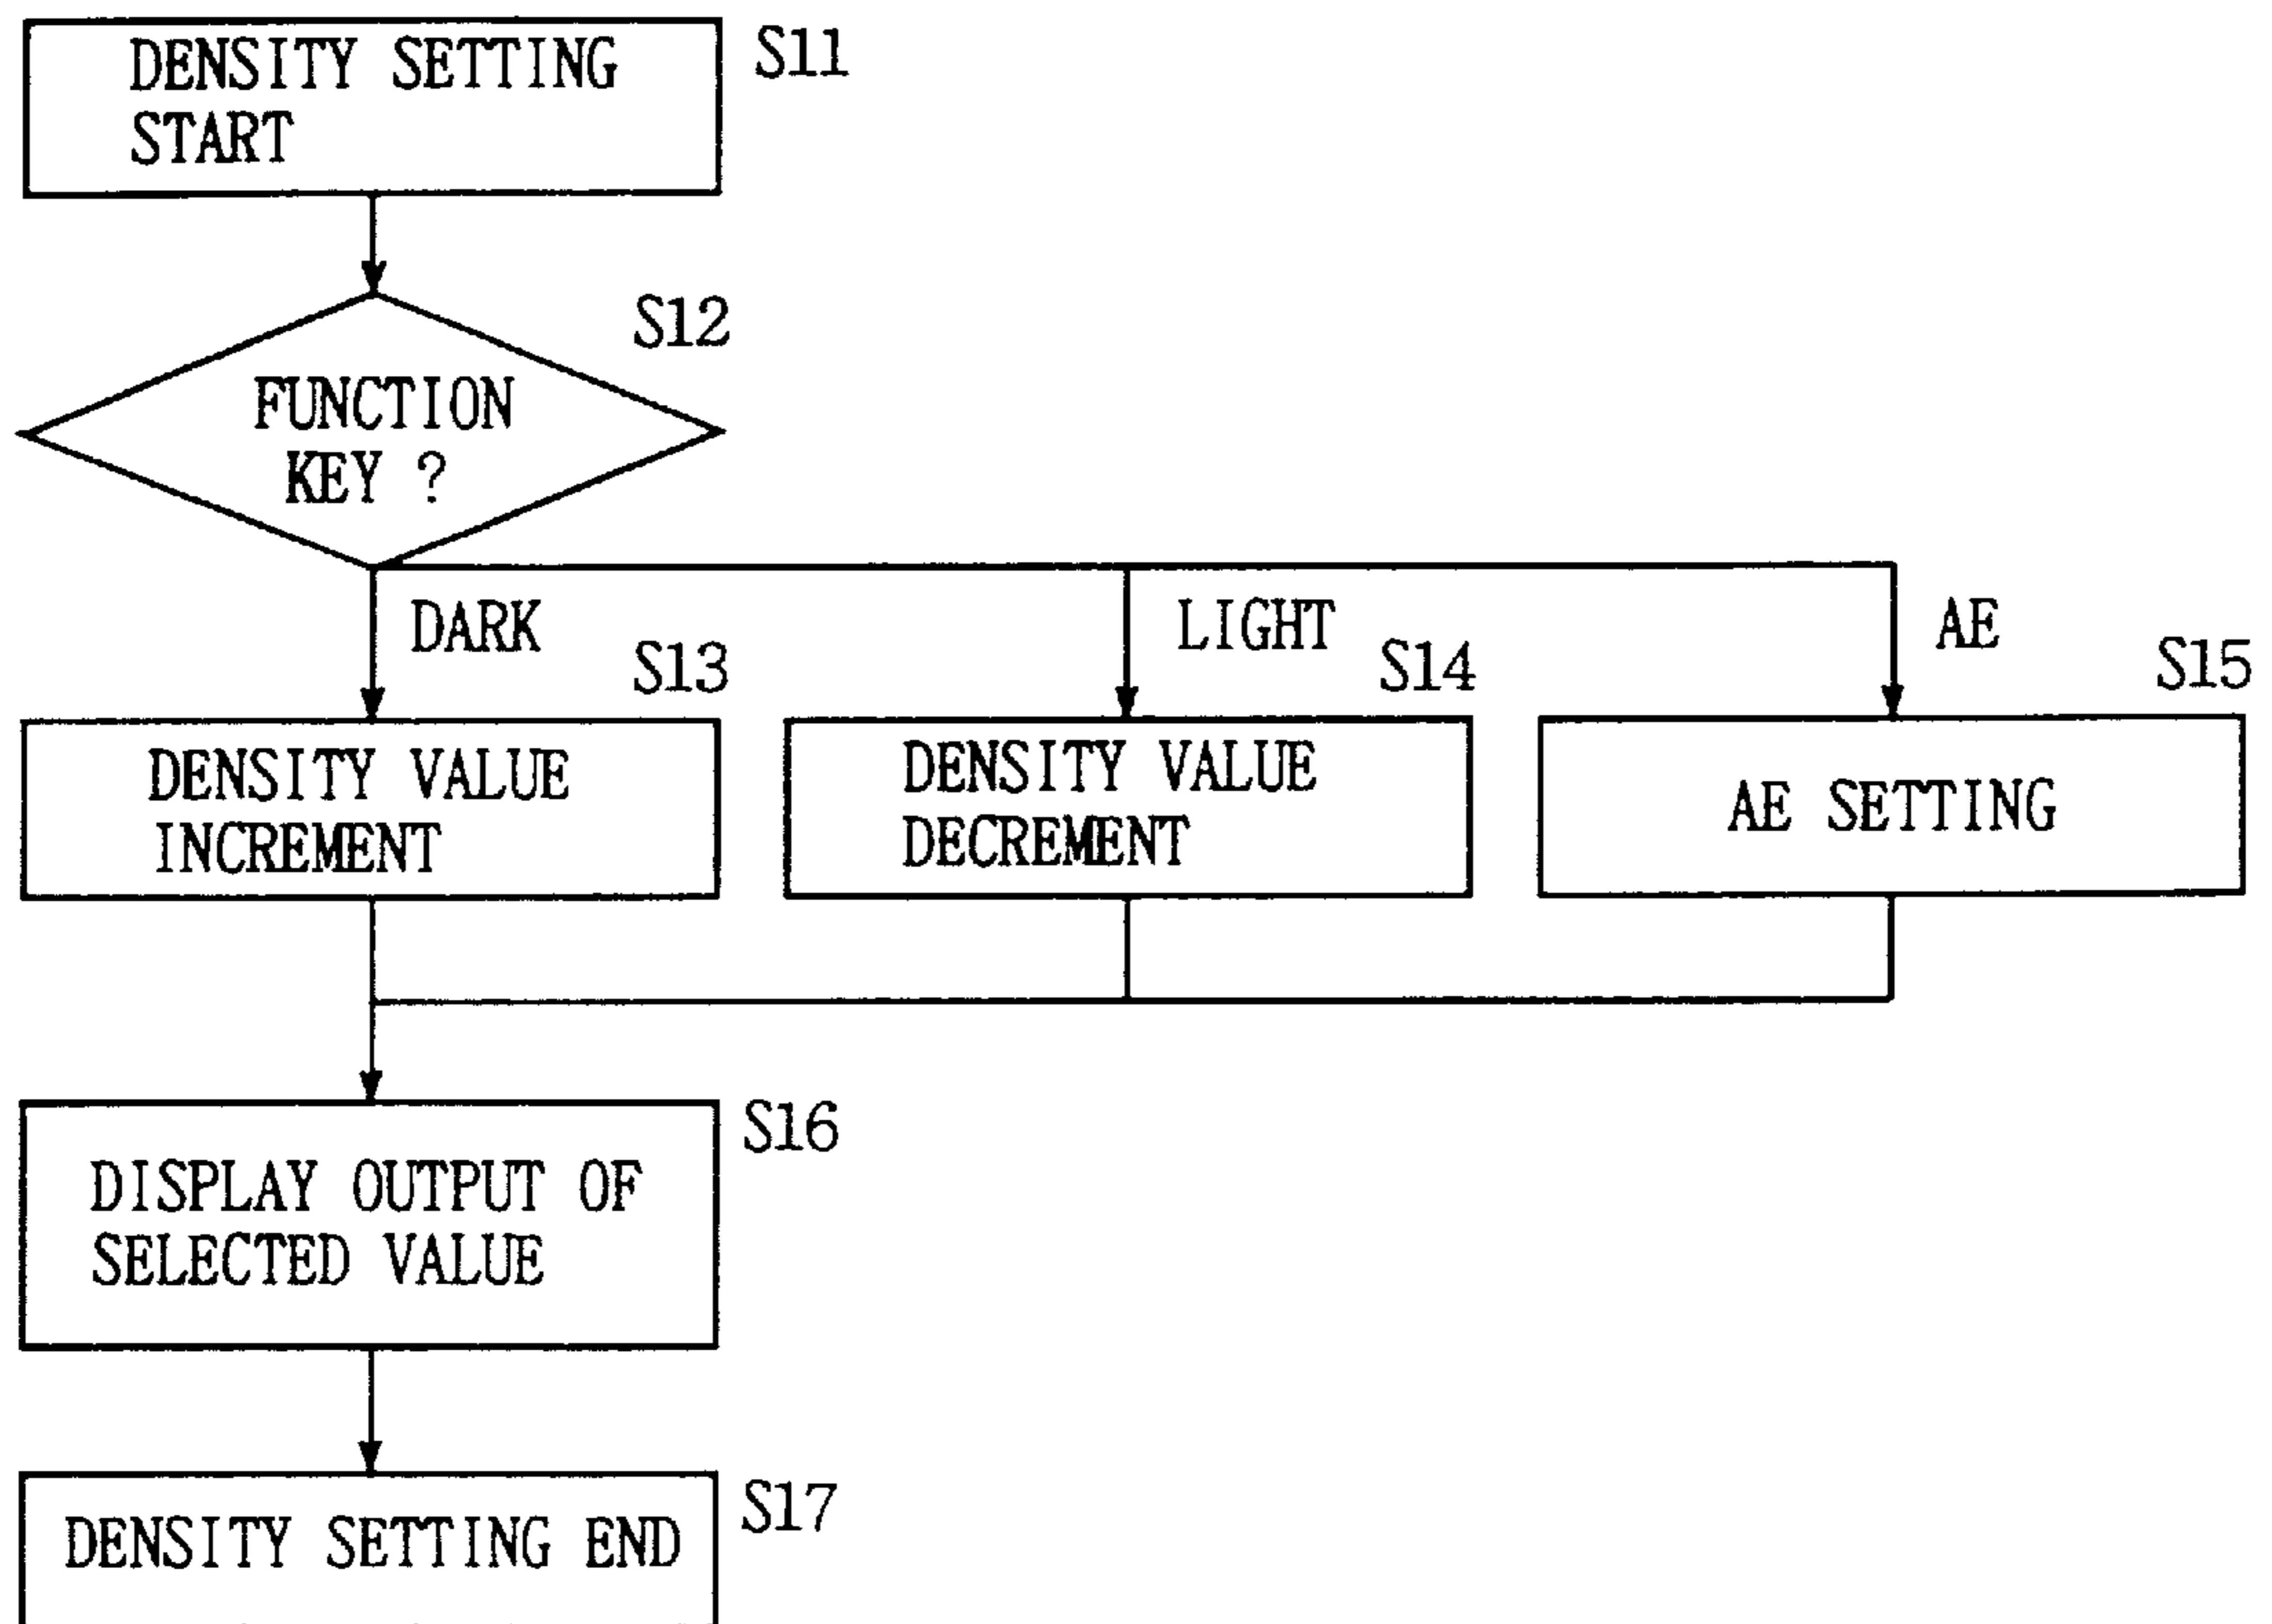 DENSITY SETTING
START
S11
S12
FUNCTION
KEY ?
DARK
LIGHT
AE
S13
S14
S15
DENSITY VALUE
INCREMENT
DENSITY VALUE
DECREMENT
AE SETTING
S16
DISPLAY OUTPUT OF
SELECTED VALUE
S17
DENSITY SETTING END